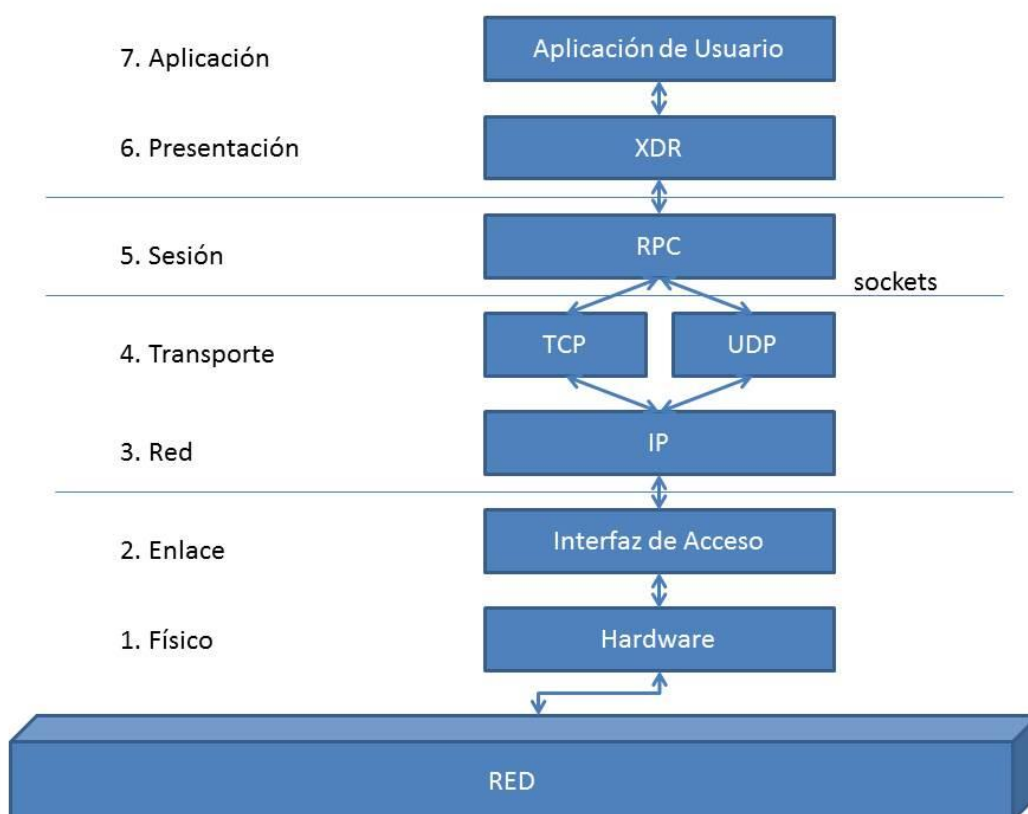 7. Aplicación
Aplicación de Usuario
6. Presentación
XDR
5. Sesión
RPC
sockets
4. Transporte
TCP
UDP
3. Red
IP
2. Enlace
Interfaz de Acceso
1. Físico
Hardware
RED